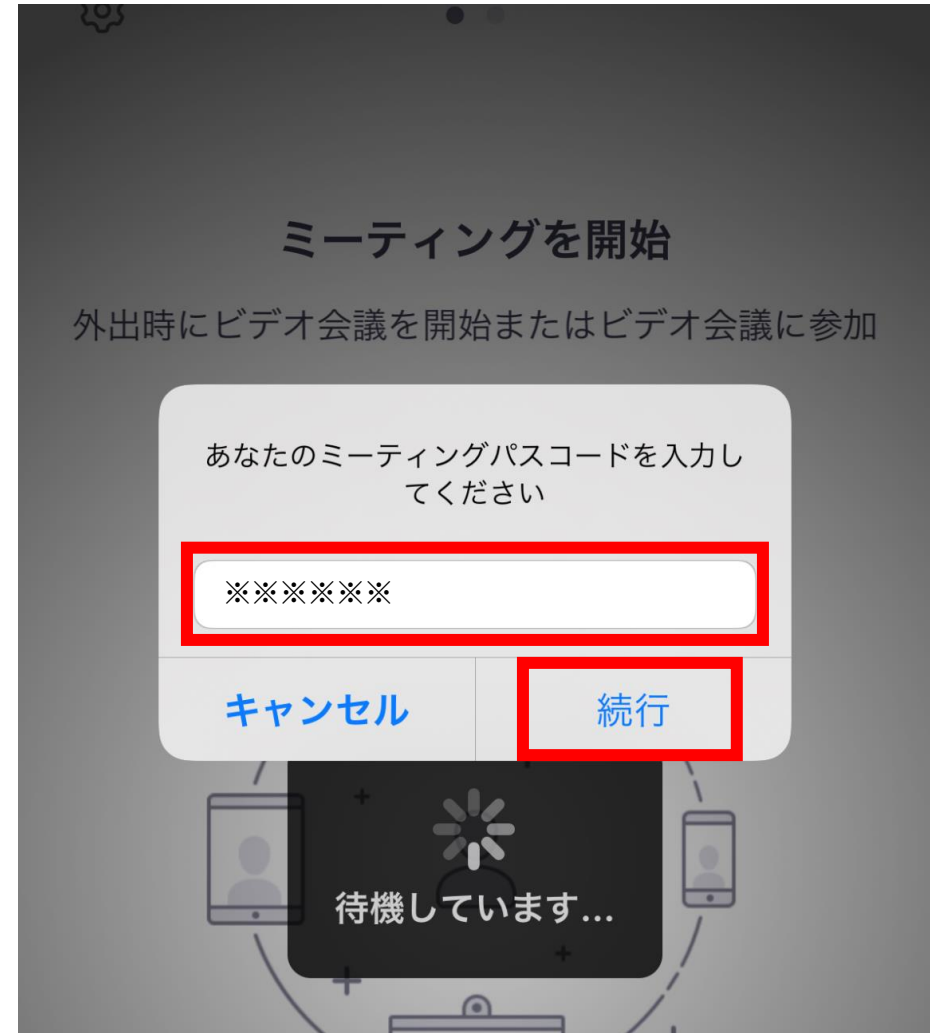 ミーティングを開始
外出時にビデオ会議を開始またはビデオ会議に参加
あなたのミーティングパスコードを入力し
てください
※※※※※※
キャンセル 続行
待機しています...